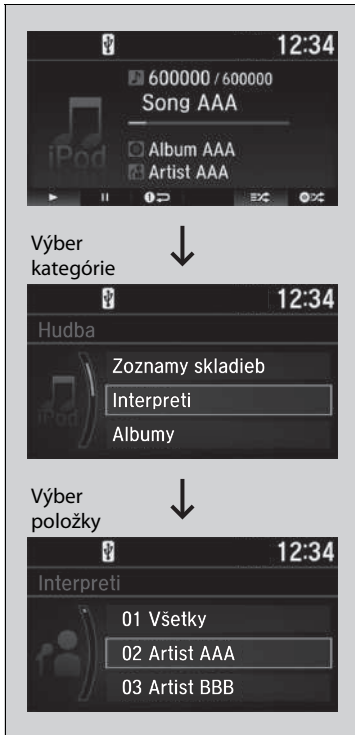 12:34
600000 / 600000
Song AAA
iPod
Album AAA
Artist AAA
Výber
kategórie
12:34
Hudba
Zoznamy skladieb
iPod
Interpreti
Albumy
Výber
položky
12:34
Interpreti
01 Všetky
02 Artist AAA
03 Artist BBB